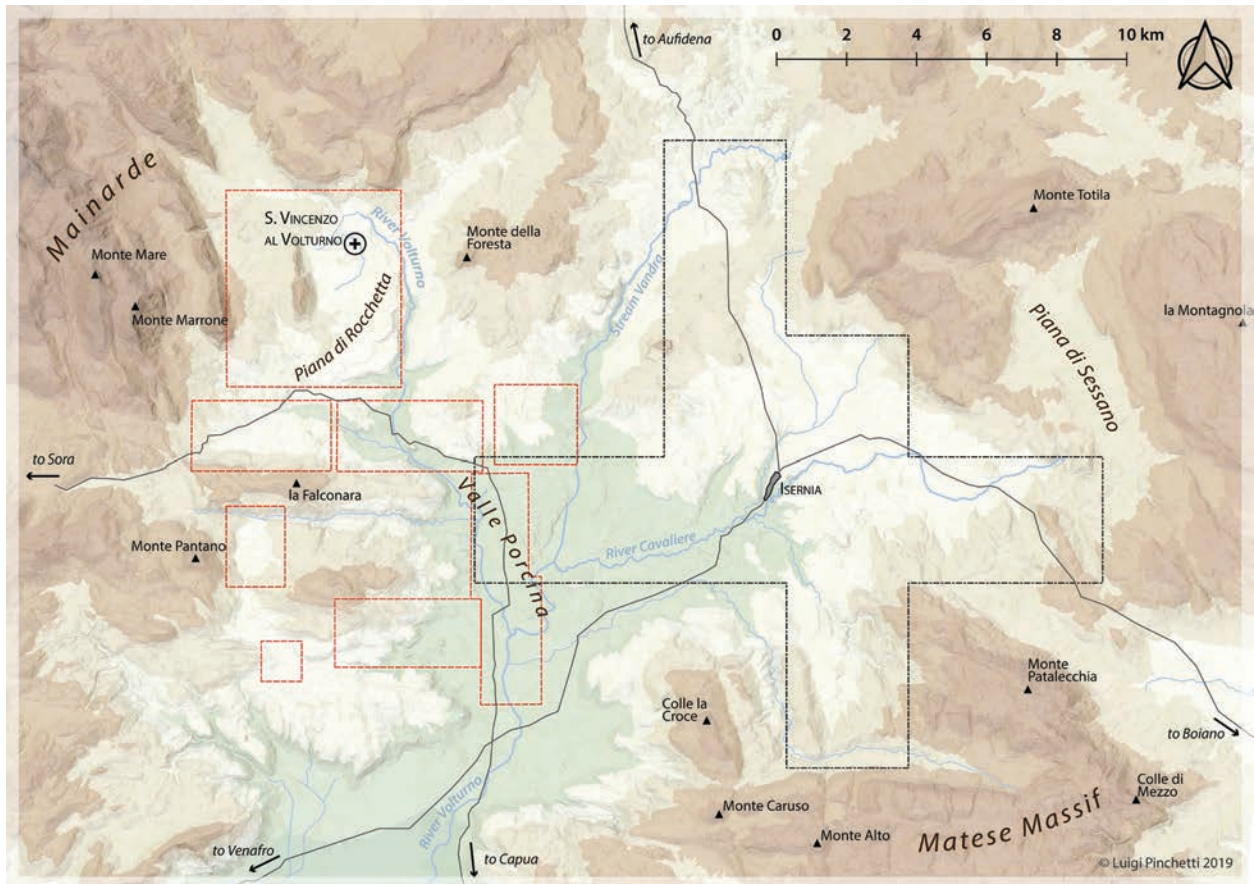 to Aufidena
0 2 4 6 8 10 km
Mainarde
S. VINCENZO
AL VOLTURNO
River Volturno
Monte della
Foresta
Monte Totila
Monte Mare
Monte Marrone
Piana di Rocchetta
Stream Vandra
la Montagnola
Piana di Sessano
to Sora
la Falconara
Valle Porcina
ISERNIA
Monte Pantano
River Cavaliere
Monte
Patalecchia
Colle la
Croce
to Boiano
Colle di
Mezzo
Monte Caruso
Monte Alto
Matese Massif
River Volturno
to Venafro
to Capua
© Luigi Pinchetti 2019